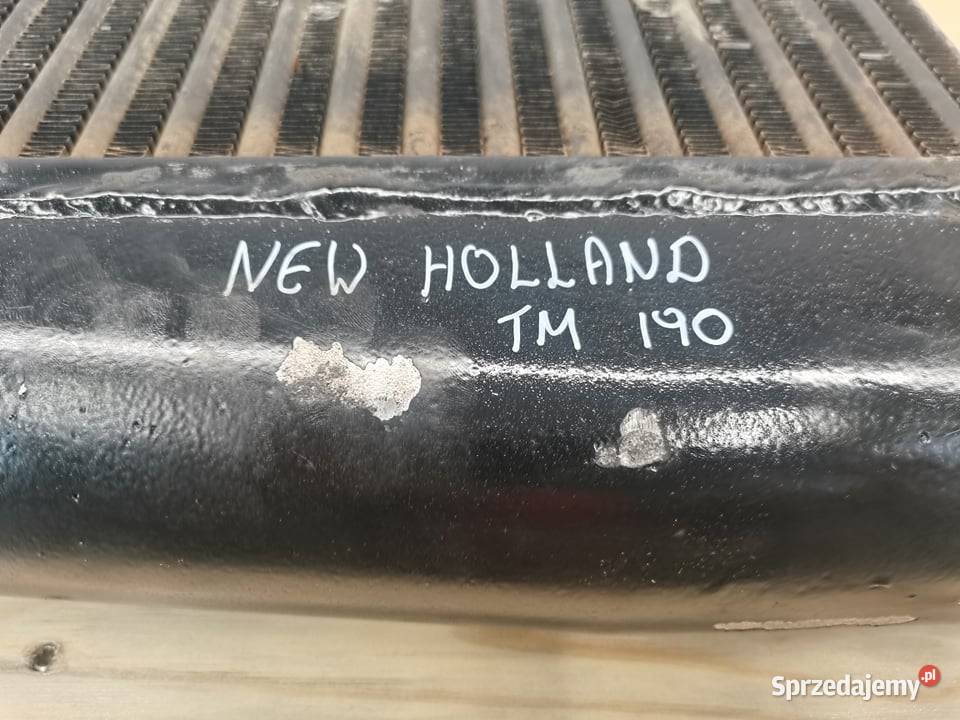 NEW HOLLAND
TM 190
Sprzedajemy.pl